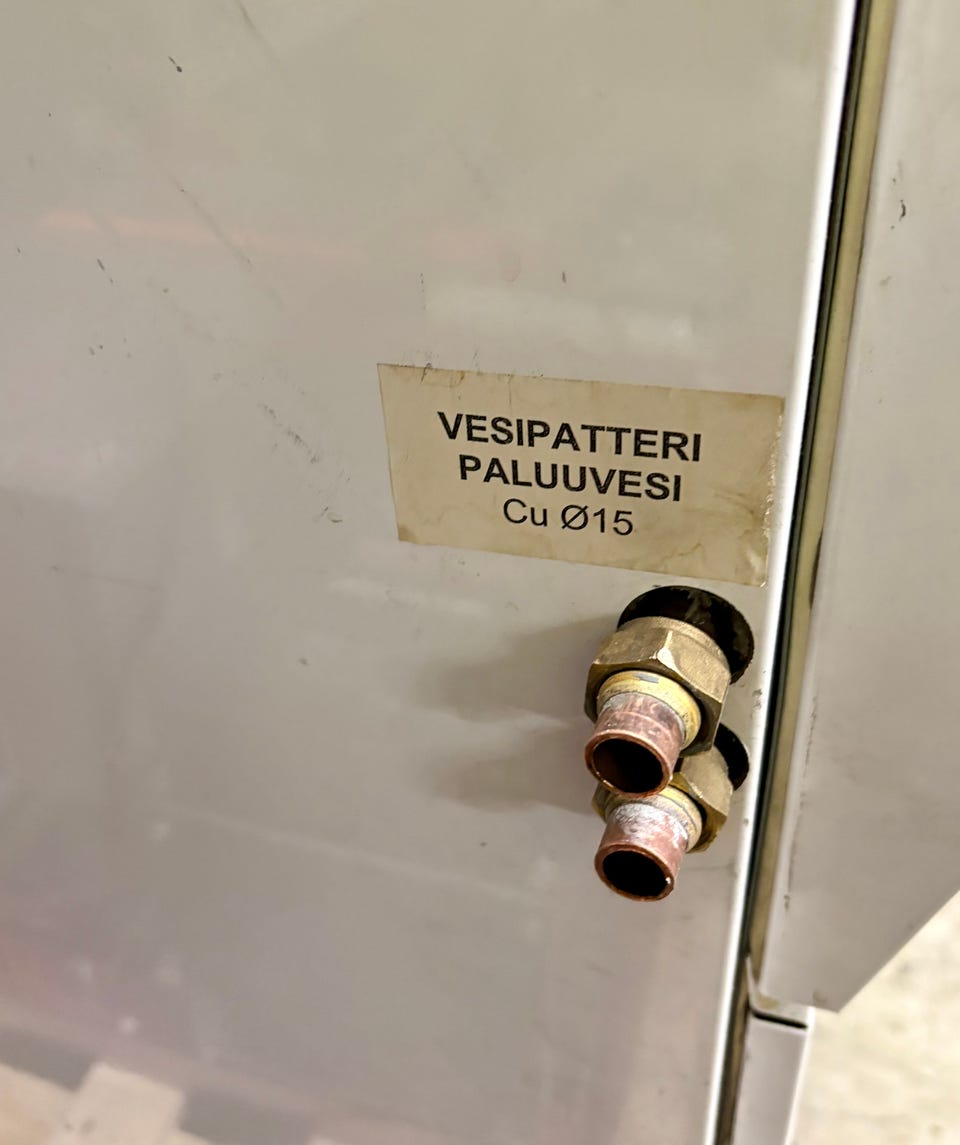 VESIPATTERI
PALUUVESI
Cu Ø15